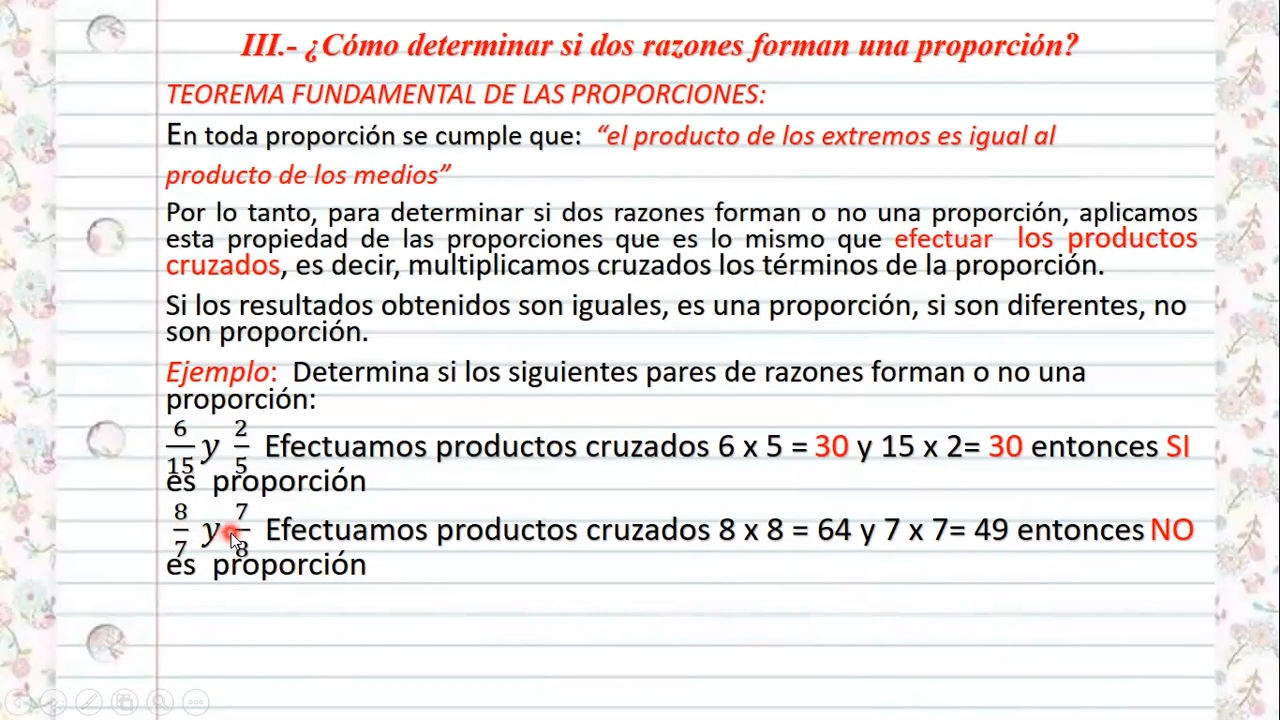 III.- ¿Cómo determinar si dos razones forman una proporción?
TEOREMA FUNDAMENTAL DE LAS PROPORCIONES:
En toda proporción se cumple que: “el producto de los extremos es igual al
producto de los medios”
Por lo tanto, para determinar si dos razones forman o no una proporción, aplicamos
esta propiedad de las proporciones que es lo mismo que efectuar los productos
cruzados, es decir, multiplicamos cruzados los términos de la proporción.
Si los resultados obtenidos son iguales, es una proporción, si son diferentes, no
son proporción.
Ejemplo: Determina si los siguientes pares de razones forman o no una
proporción:
6/15 y 2/5 Efectuamos productos cruzados 6 x 5 = 30 y 15 x 2= 30 entonces SI
es proporción
8/7 y 7/8 Efectuamos productos cruzados 8 x 8 = 64 y 7 x 7= 49 entonces NO
es proporción